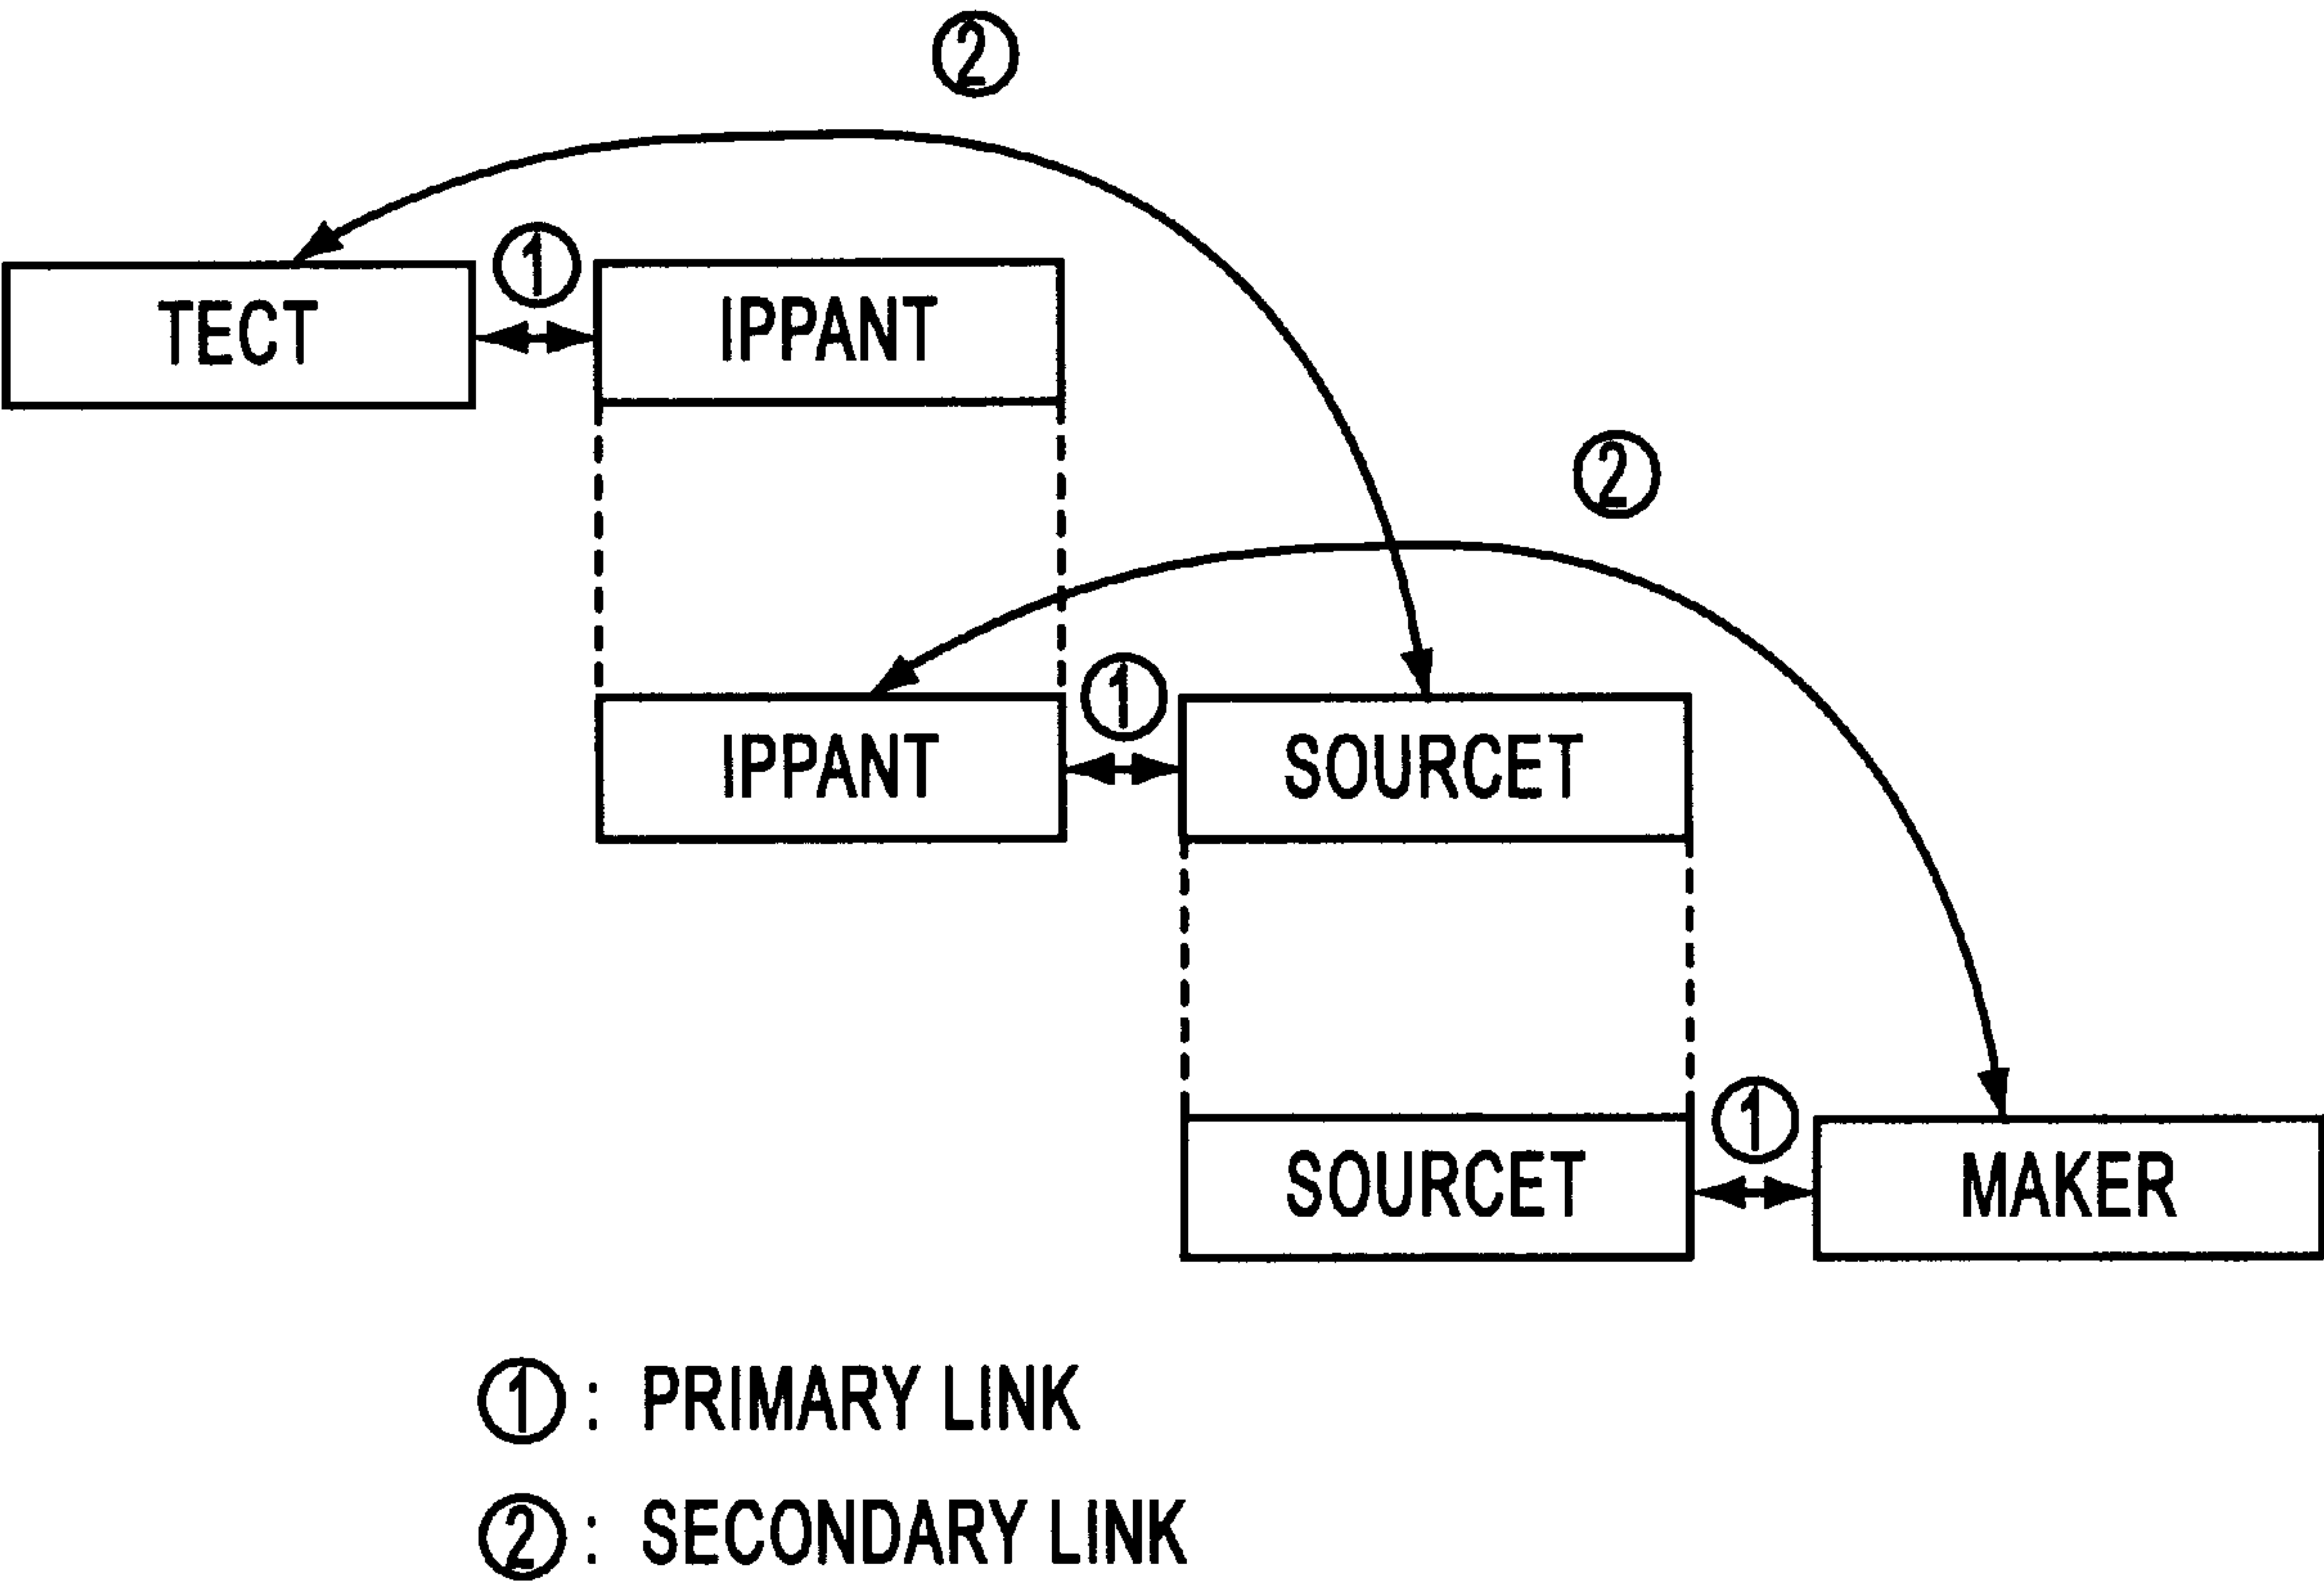 ②
① 
TECT IPPANT
②
①
IPPANT SOURCET
①
SOURCET MAKER
① : PRIMARY LINK
② : SECONDARY LINK